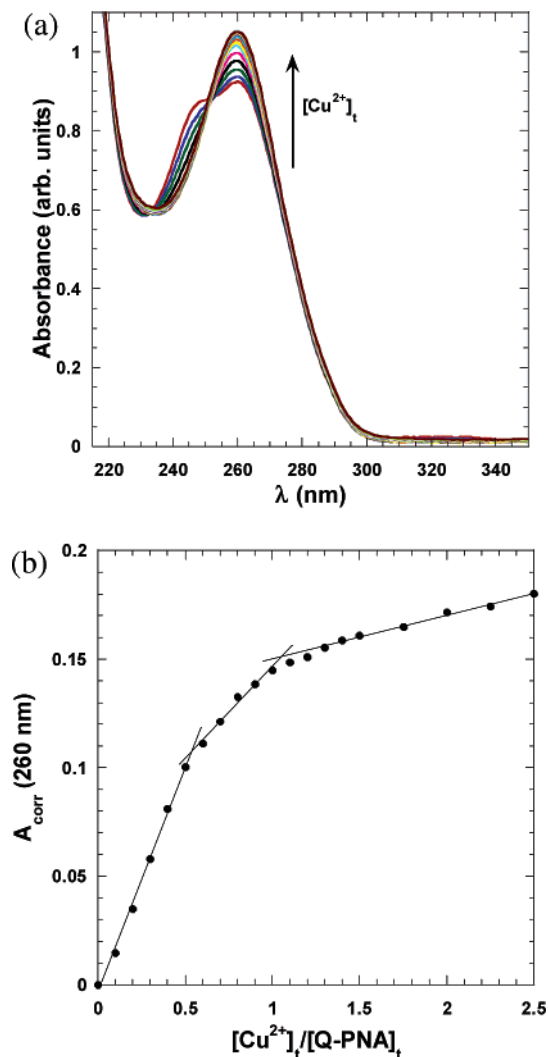 (a)
1
0.8
0.6
0.4
0.2
0
Absorbance (arb. units)
[Cu²⁺]ₜ
220 240 260 280 300 320 340
λ (nm)
(b)
0.2
0.15
0.1
0.05
0
A_corr (260 nm)
0 0.5 1 1.5 2.0 2.5
[Cu²⁺]ₜ/[Q-PNA]ₜ